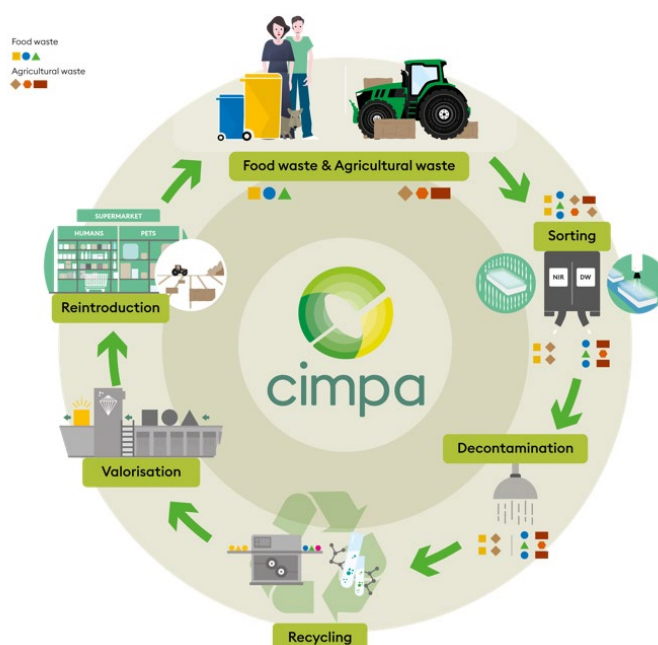 Food waste
Agricultural waste
Food waste & Agricultural waste
Sorting
NIR
DW
Decontamination
Recycling
Valorisation
Reintroduction
SUPERMARKET
HUMANS
PETS
cimpa